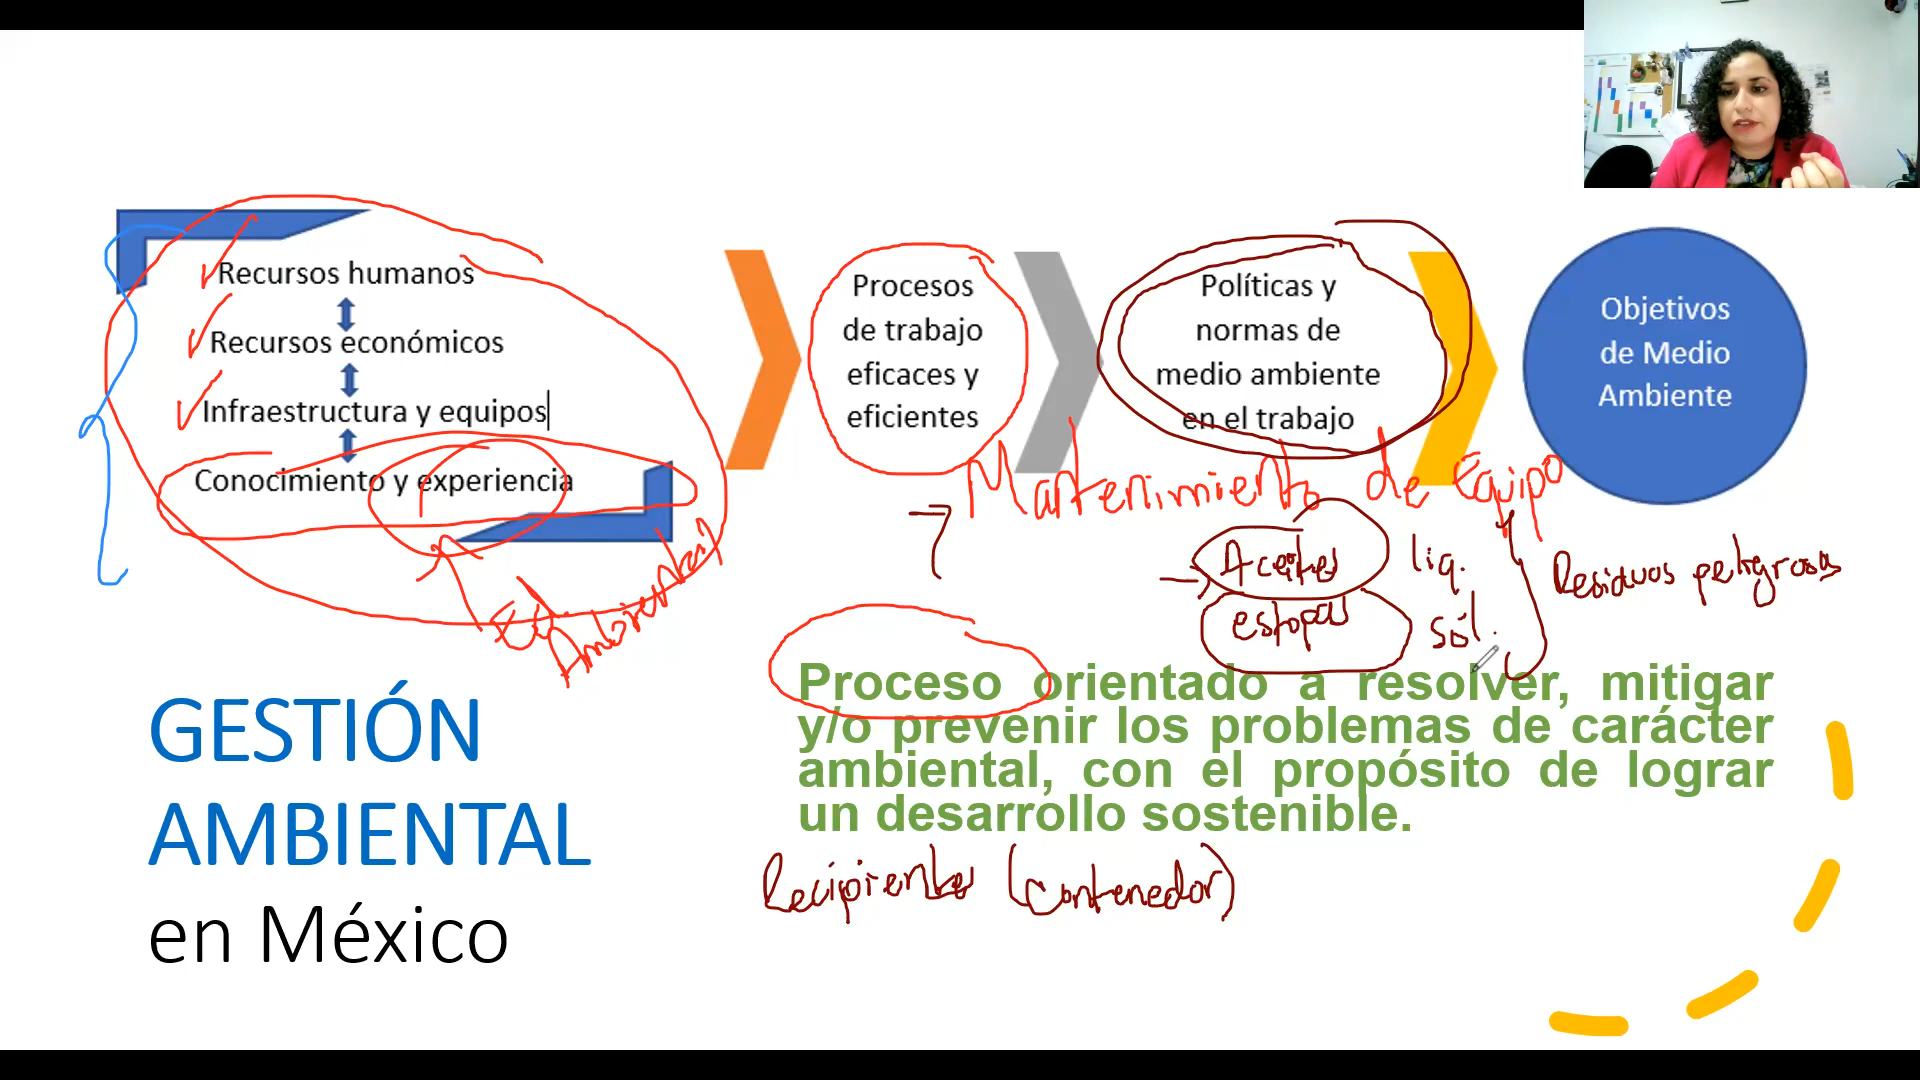 Recursos humanos
Recursos económicos
Infraestructura y equipos
Conocimiento y experiencia
Procesos
de trabajo
eficaces y
eficientes
Políticas y
normas de
medio ambiente
en el trabajo
Objetivos
de Medio
Ambiente
Mantenimiento de Equipo
Aceites liq.
estopas sól.
Residuos peligrosos
Ambiental
Proceso orientado a resolver, mitigar
y/o prevenir los problemas de carácter
ambiental, con el propósito de lograr
un desarrollo sostenible.
Recipientes (contenedor)
GESTIÓN
AMBIENTAL
en México